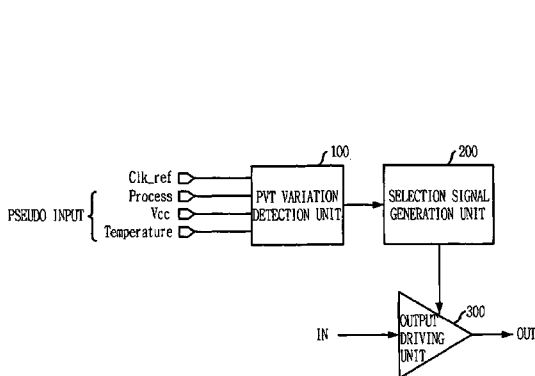 100
200
Clk_ref
Process
Vcc
Temperature
PSEUDO INPUT
PVT VARIATION
DETECTION UNIT
SELECTION SIGNAL
GENERATION UNIT
300
IN
OUTPUT
DRIVING
UNIT
OUT